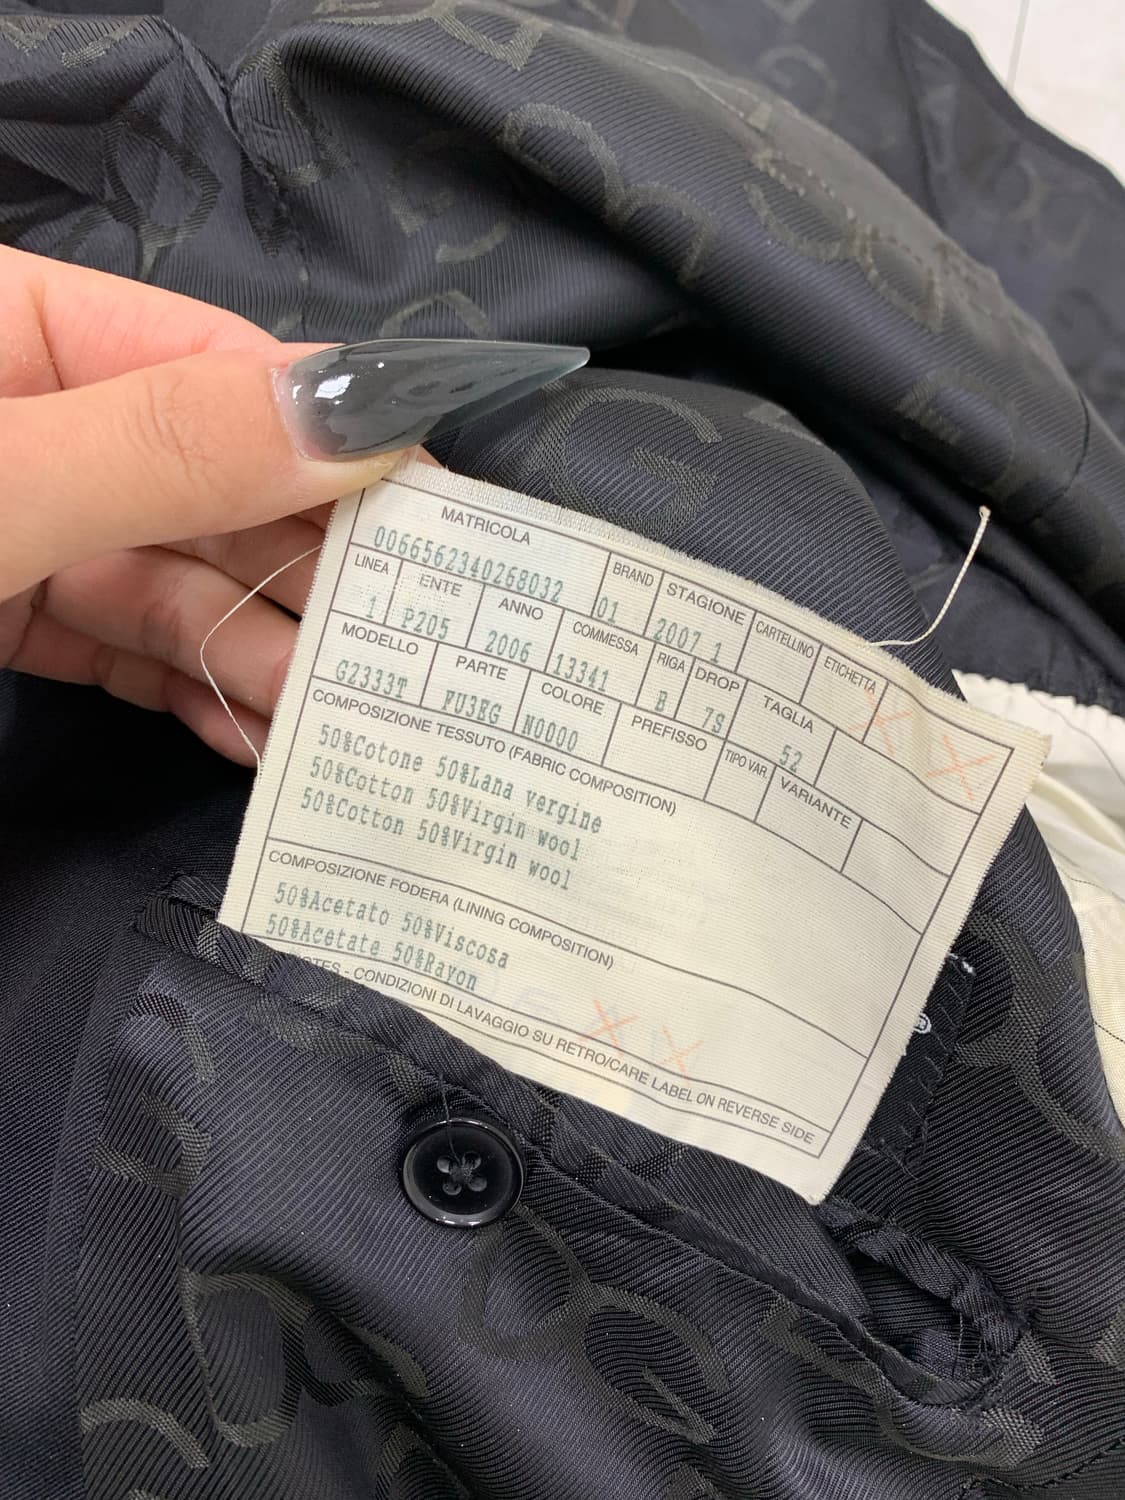 MATRICOLA BRAND STAGIONE CARTELLINO ETICHETTA
0066562340268032 01 2007 1
LINEA ENTE ANNO COMMESSA RIGA DROP TAGLIA
1 P205 2006 13341 B 7S 52
MODELLO PARTE COLORE PREFISSO TIPO VAR. VARIANTE
G2333T FU3EG N0000
COMPOSIZIONE TESSUTO (FABRIC COMPOSITION)
50%Cotone 50%Lana vergine
50%Cotton 50%Virgin wool
50%Cotton 50%Virgin wool
COMPOSIZIONE FODERA (LINING COMPOSITION)
50%Acetato 50%Viscosa
50%Acetate 50%Rayon
NOTES - CONDIZIONI DI LAVAGGIO SU RETRO/CARE LABEL ON REVERSE SIDE
G